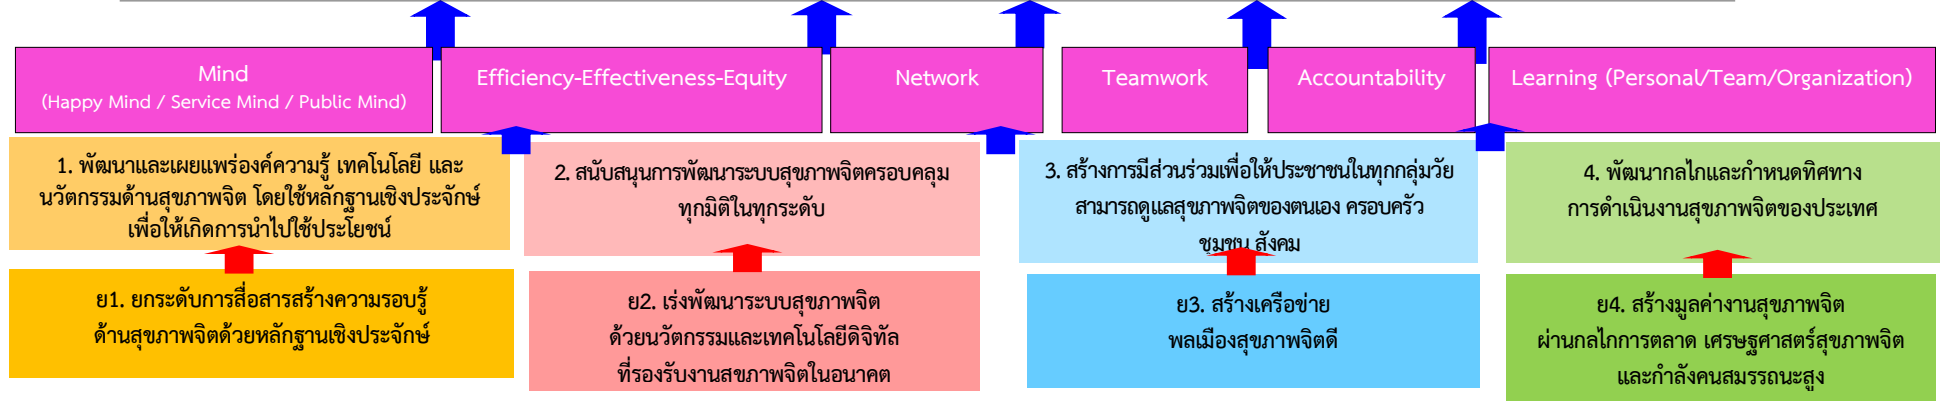 Mind
(Happy Mind / Service Mind / Public Mind)
Efficiency-Effectiveness-Equity
Network
Teamwork
Accountability
Learning (Personal/Team/Organization)
1. พัฒนาและเผยแพร่องค์ความรู้ เทคโนโลยี และ
นวัตกรรมด้านสุขภาพจิต โดยใช้หลักฐานเชิงประจักษ์
เพื่อให้เกิดการนำไปใช้ประโยชน์
2. สนับสนุนการพัฒนาระบบสุขภาพจิตครอบคลุม
ทุกมิติในทุกระดับ
3. สร้างการมีส่วนร่วมเพื่อให้ประชาชนในทุกกลุ่มวัย
สามารถดูแลสุขภาพจิตของตนเอง ครอบครัว
ชุมชน สังคม
4. พัฒนากลไกและกำหนดทิศทาง
การดำเนินงานสุขภาพจิตของประเทศ
ย1. ยกระดับการสื่อสารสร้างความรอบรู้
ด้านสุขภาพจิตด้วยหลักฐานเชิงประจักษ์
ย2. เร่งพัฒนาระบบสุขภาพจิต
ด้วยนวัตกรรมและเทคโนโลยีดิจิทัล
ที่รองรับงานสุขภาพจิตในอนาคต
ย3. สร้างเครือข่าย
พลเมืองสุขภาพจิตดี
ย4. สร้างมูลค่างานสุขภาพจิต
ผ่านกลไกการตลาด เศรษฐศาสตร์สุขภาพจิต
และกำลังคนสมรรถนะสูง